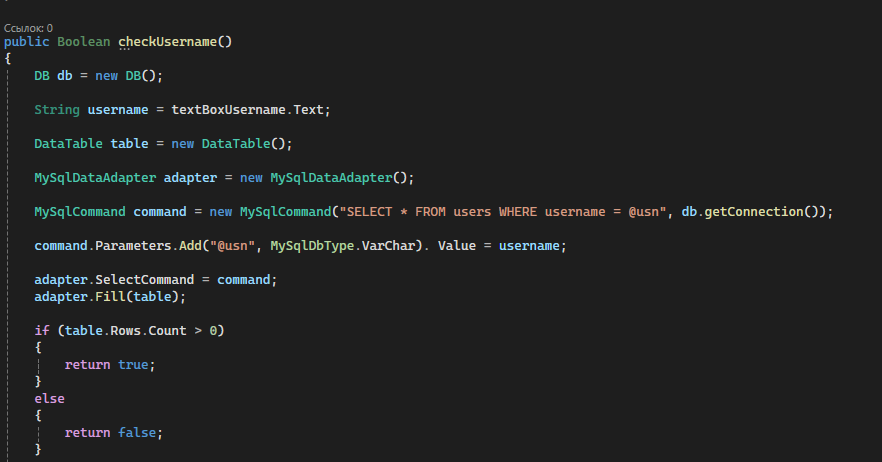 Ссылок: 0
public Boolean checkUsername()
{
DB db = new DB();
String username = textBoxUsername.Text;
DataTable table = new DataTable();
MySqlDataAdapter adapter = new MySqlDataAdapter();
MySqlCommand command = new MySqlCommand("SELECT * FROM users WHERE username = @usn", db.getConnection());
command.Parameters.Add("@usn", MySqlDbType.VarChar). Value = username;
adapter.SelectCommand = command;
adapter.Fill(table);
if (table.Rows.Count > 0)
{
return true;
}
else
{
return false;
}